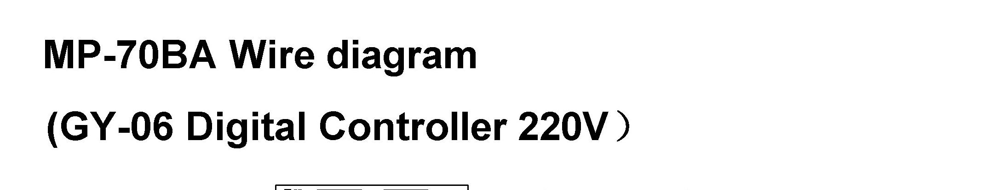 MP-70BA Wire diagram
(GY-06 Digital Controller 220V）